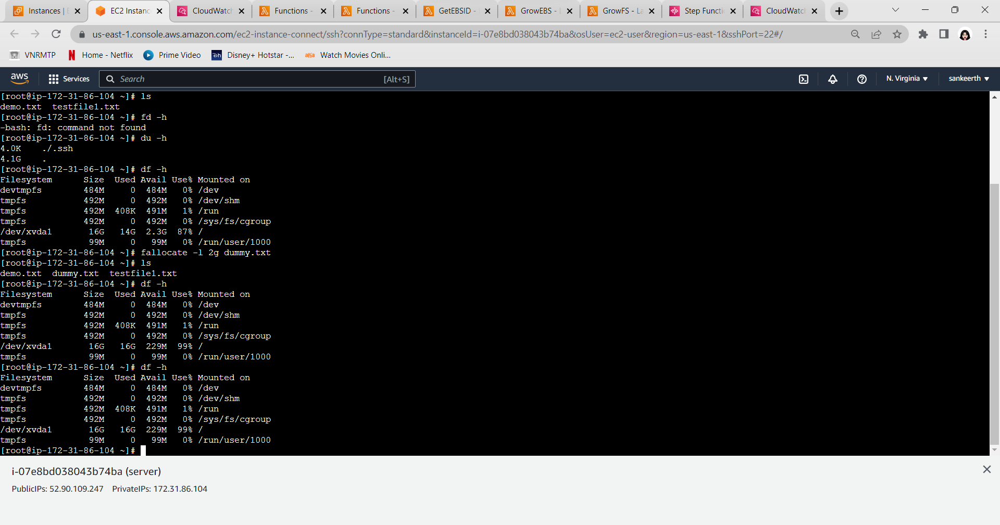 Instances | E
EC2 Instanc
CloudWatch
Functions -
Functions -
GetEBSID -
GrowEBS - L
GrowFS - La
Step Functi
CloudWatc
us-east-1.console.aws.amazon.com/ec2-instance-connect/ssh?connType=standard&instanceId=i-07e8bd038043b74ba&osUser=ec2-user&region=us-east-1&sshPort=22#/
VNRMTP
Home - Netflix
Prime Video
Disney+ Hotstar -...
Watch Movies Onli...
aws
Services
Search
[Alt+S]
N. Virginia
sankeerth
[root@ip-172-31-86-104 ~]# ls
demo.txt  testfile1.txt
[root@ip-172-31-86-104 ~]# fd -h
-bash: fd: command not found
[root@ip-172-31-86-104 ~]# du -h
4.0K    ./.ssh
4.1G    .
[root@ip-172-31-86-104 ~]# df -h
Filesystem      Size  Used Avail Use% Mounted on
devtmpfs        484M     0  484M   0% /dev
tmpfs           492M     0  492M   0% /dev/shm
tmpfs           492M  408K  491M   1% /run
tmpfs           492M     0  492M   0% /sys/fs/cgroup
/dev/xvda1       16G   14G  2.3G  87% /
tmpfs            99M     0   99M   0% /run/user/1000
[root@ip-172-31-86-104 ~]# fallocate -l 2g dummy.txt
[root@ip-172-31-86-104 ~]# ls
demo.txt  dummy.txt  testfile1.txt
[root@ip-172-31-86-104 ~]# df -h
Filesystem      Size  Used Avail Use% Mounted on
devtmpfs        484M     0  484M   0% /dev
tmpfs           492M     0  492M   0% /dev/shm
tmpfs           492M  408K  491M   1% /run
tmpfs           492M     0  492M   0% /sys/fs/cgroup
/dev/xvda1       16G   16G  229M  99% /
tmpfs            99M     0   99M   0% /run/user/1000
[root@ip-172-31-86-104 ~]# df -h
Filesystem      Size  Used Avail Use% Mounted on
devtmpfs        484M     0  484M   0% /dev
tmpfs           492M     0  492M   0% /dev/shm
tmpfs           492M  408K  491M   1% /run
tmpfs           492M     0  492M   0% /sys/fs/cgroup
/dev/xvda1       16G   16G  229M  99% /
tmpfs            99M     0   99M   0% /run/user/1000
[root@ip-172-31-86-104 ~]#
i-07e8bd038043b74ba (server)
PublicIPs: 52.90.109.247    PrivateIPs: 172.31.86.104